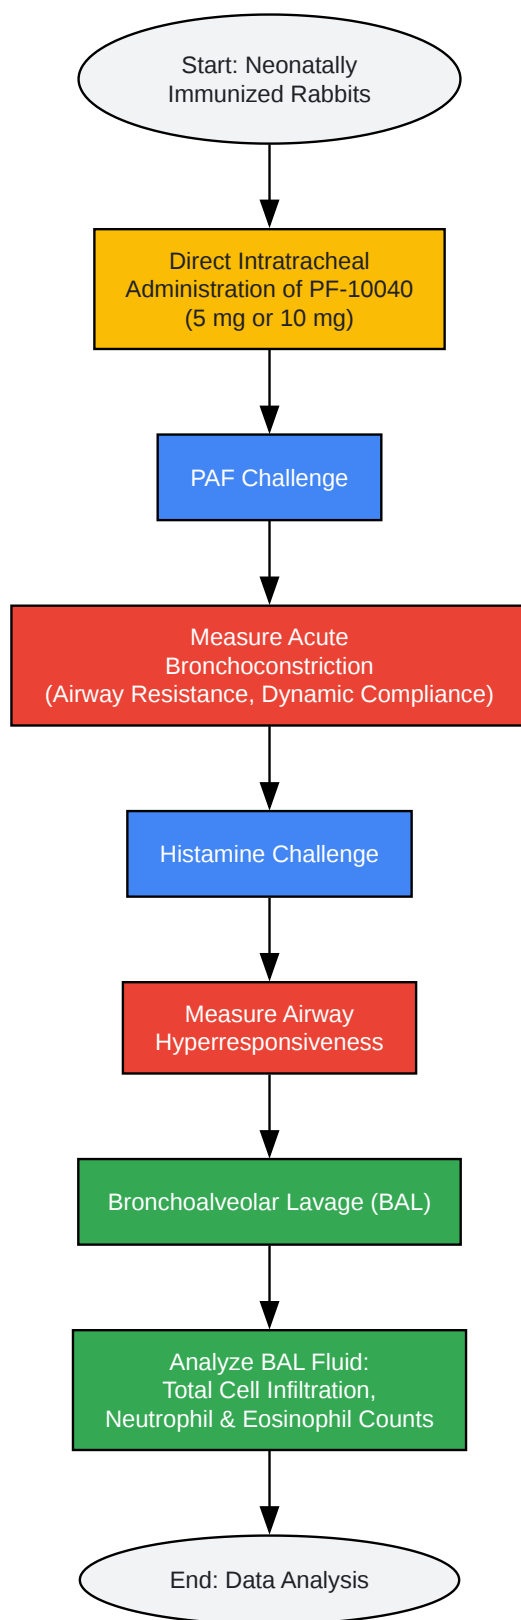 Start: Neonatally
Immunized Rabbits
Direct Intratracheal
Administration of PF-10040
(5 mg or 10 mg)
PAF Challenge
Measure Acute
Bronchoconstriction
(Airway Resistance, Dynamic Compliance)
Histamine Challenge
Measure Airway
Hyperresponsiveness
Bronchoalveolar Lavage (BAL)
Analyze BAL Fluid:
Total Cell Infiltration,
Neutrophil & Eosinophil Counts
End: Data Analysis